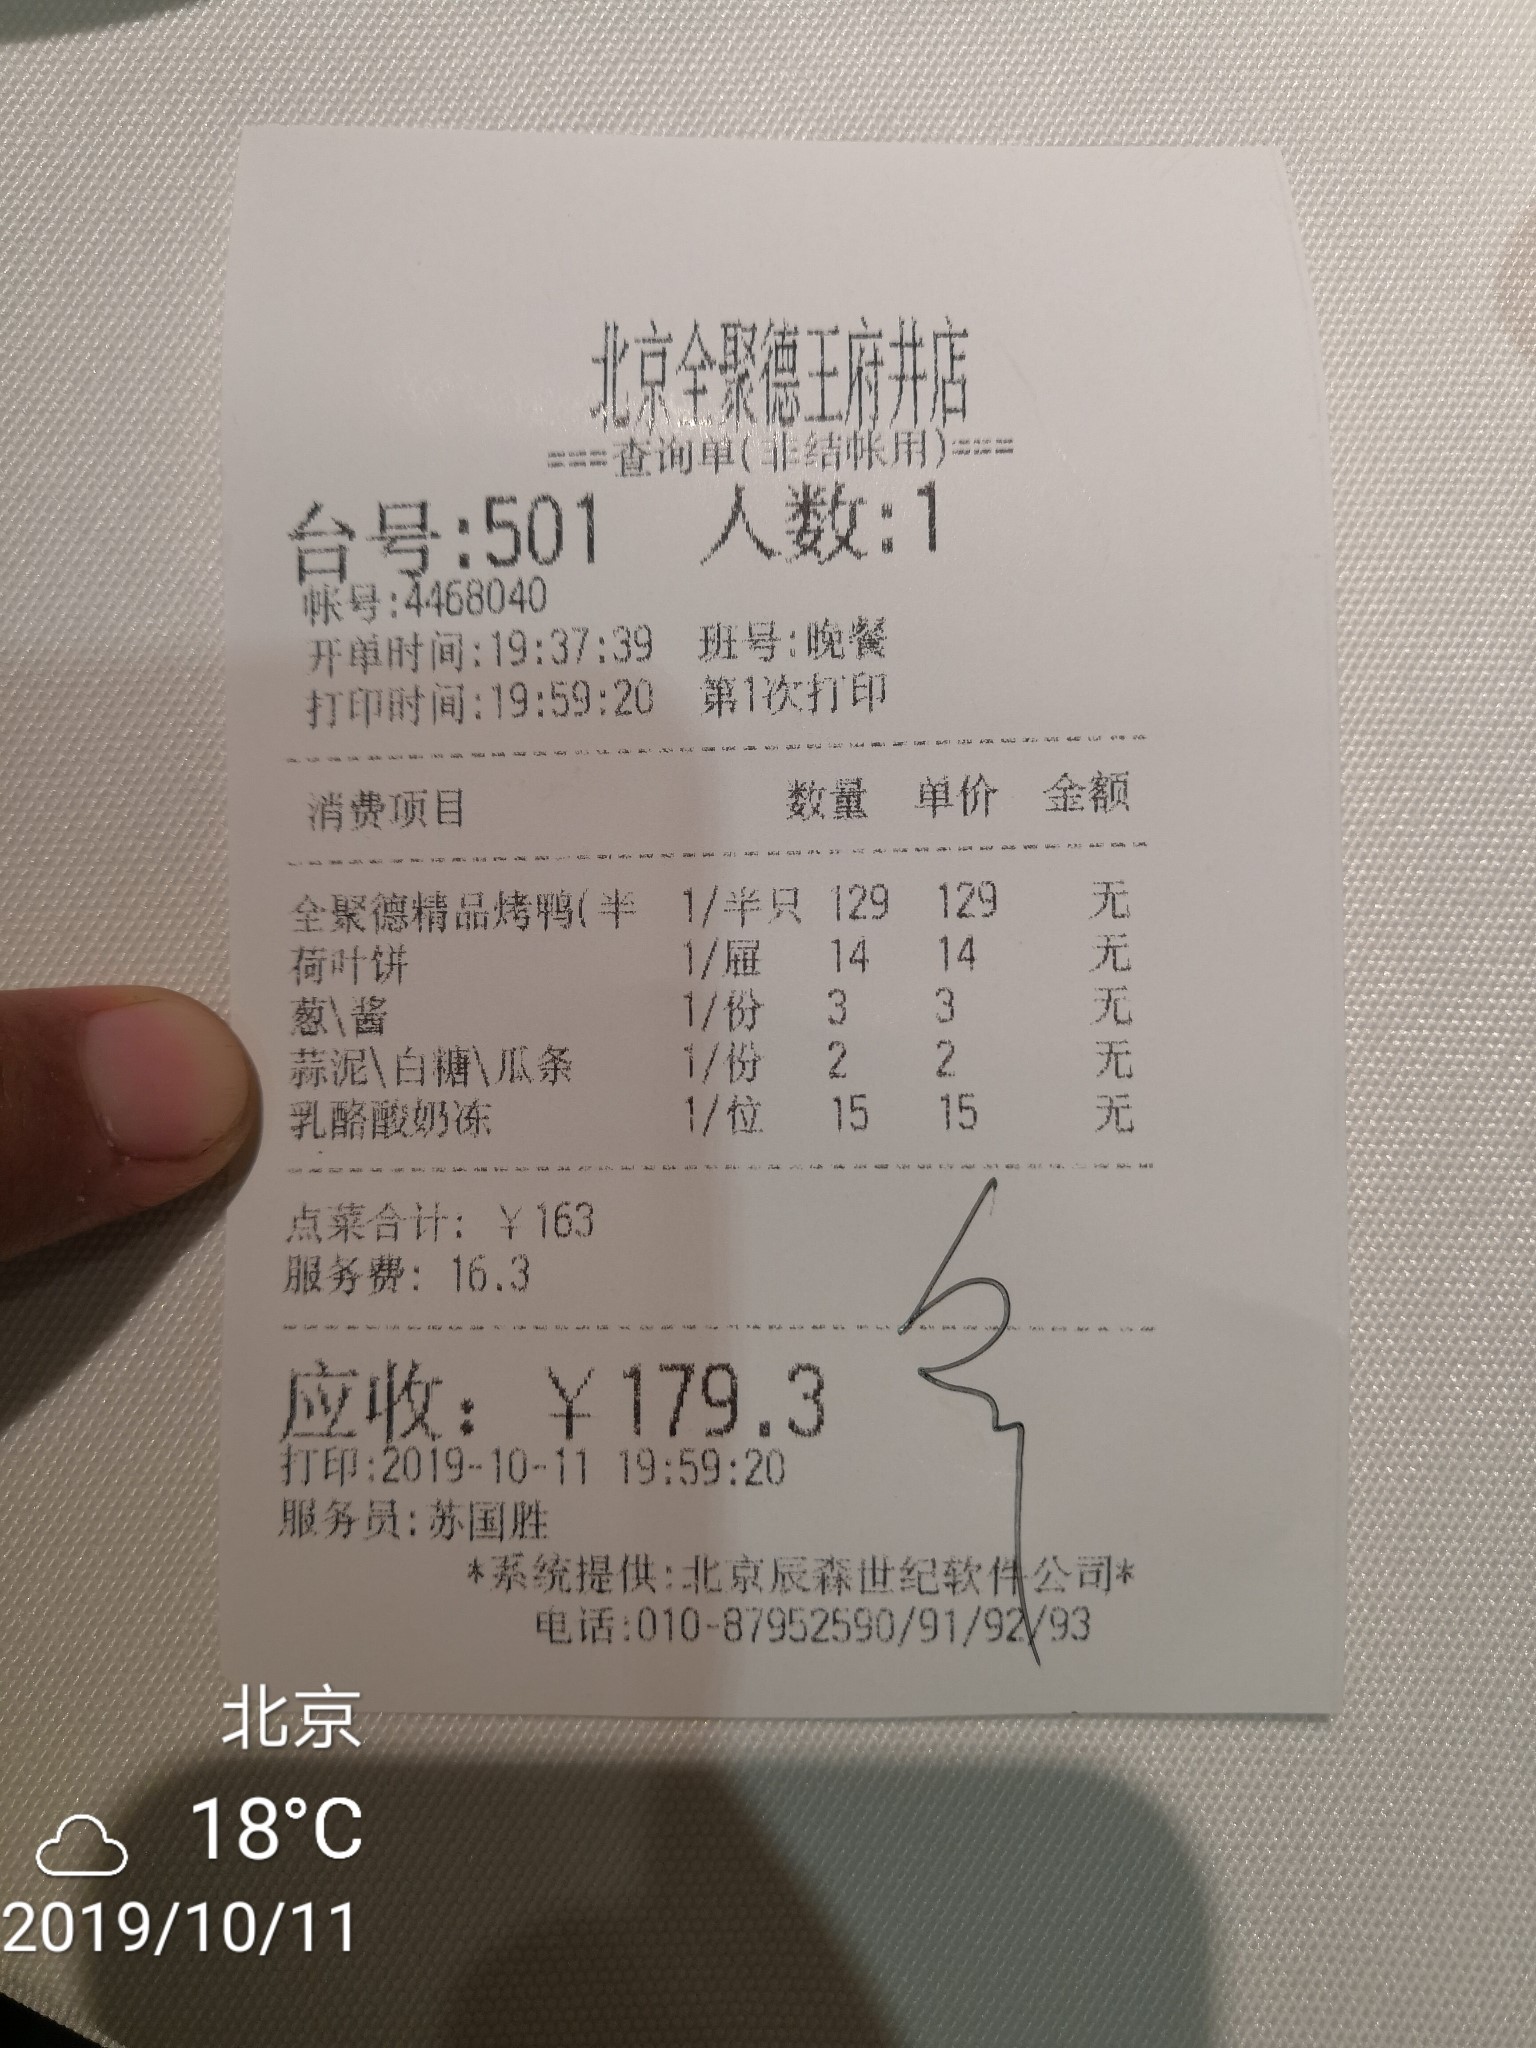 北京全聚德王府井店
===查询单(非结帐用)===
台号:501 人数:1
帐号:4468040
开单时间:19:37:39 班号:晚餐
打印时间:19:59:20 第1次打印
消费项目 数量 单价 金额
全聚德精品烤鸭(半 1/半只 129 129 无
荷叶饼 1/屉 14 14 无
葱\酱 1/份 3 3 无
蒜泥\白糖\瓜条 1/份 2 2 无
乳酪酸奶冻 1/位 15 15 无
点菜合计: ￥163
服务费: 16.3
应收: ￥179.3
打印:2019-10-11 19:59:20
服务员:苏国胜
*系统提供:北京辰森世纪软件公司*
电话:010-87952590/91/92/93
北京
18°C
2019/10/11